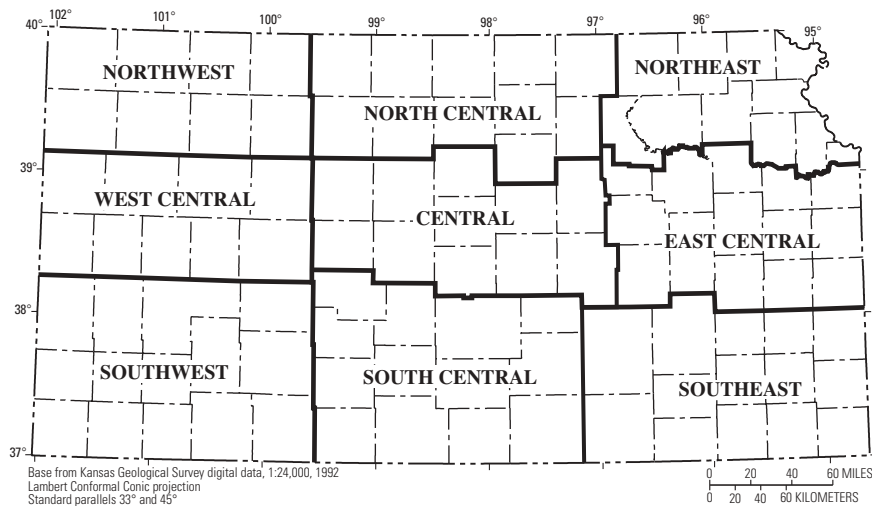 102° 101° 100° 99° 98° 97° 96° 95°
40°
NORTHWEST
NORTHEAST
NORTH CENTRAL
39°
WEST CENTRAL
CENTRAL
EAST CENTRAL
38°
SOUTHWEST
SOUTH CENTRAL
SOUTHEAST
37°
Base from Kansas Geological Survey digital data, 1:24,000, 1992
Lambert Conformal Conic projection
Standard parallels 33° and 45°
0 20 40 60 MILES
0 20 40 60 KILOMETERS